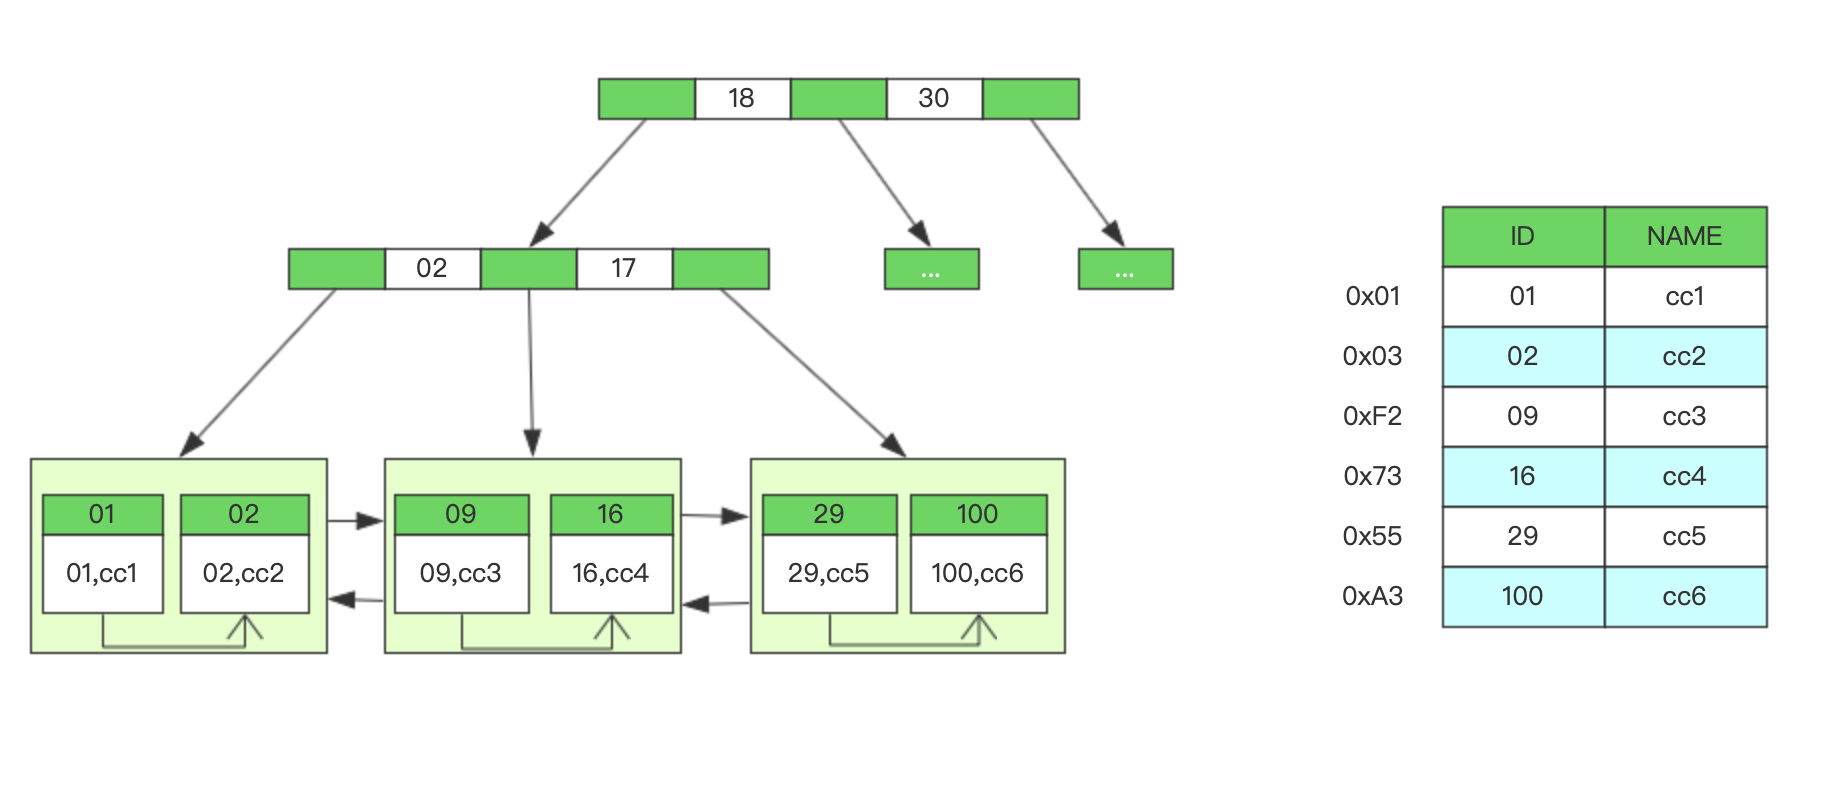 18 30
02 17 ... ...
01 02 09 16 29 100
01,cc1 02,cc2 09,cc3 16,cc4 29,cc5 100,cc6
ID NAME
0x01 01 cc1
0x03 02 cc2
0xF2 09 cc3
0x73 16 cc4
0x55 29 cc5
0xA3 100 cc6